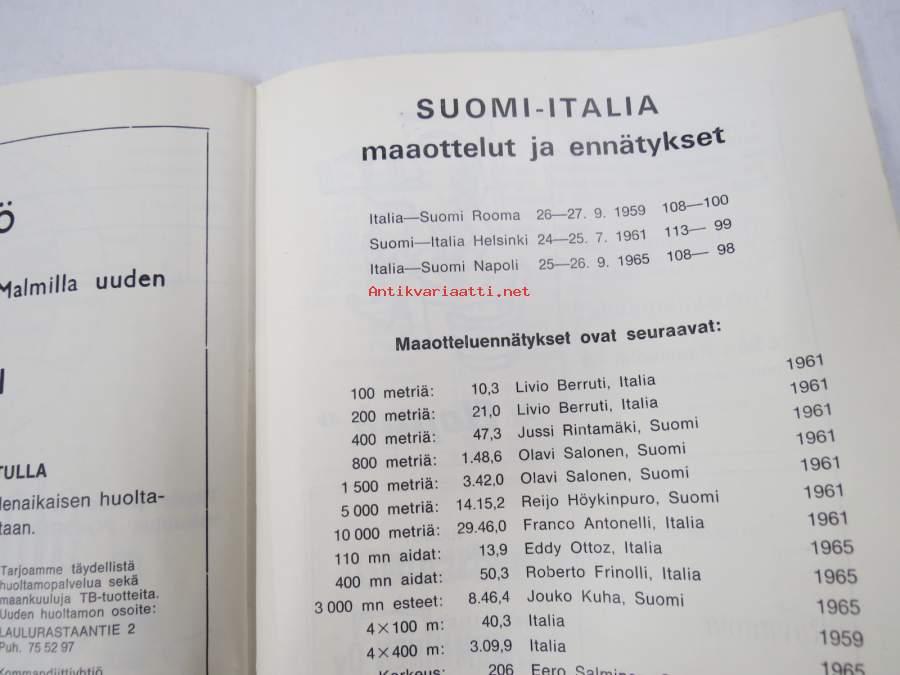 Ö
Malmilla uuden
TULLA
lenaikaisen huolta-
taan.
Tarjoamme täydellistä
huoltamopalvelua sekä
maankuuluja TB-tuotteita.
Uuden huoltamon osoite:
LAULURASTAANTIE 2
Puh. 75 52 97
Kommandiittiyhtiö
SUOMI-ITALIA
maaottelut ja ennätykset
Italia—Suomi Rooma 26—27. 9. 1959 108—100
Suomi—Italia Helsinki 24—25. 7. 1961 113— 99
Italia—Suomi Napoli 25—26. 9. 1965 108— 98
Antikvariaatti.net
Maaotteluennätykset ovat seuraavat:
100 metriä: 10,3 Livio Berruti, Italia 1961
200 metriä: 21,0 Livio Berruti, Italia 1961
400 metriä: 47,3 Jussi Rintamäki, Suomi 1961
800 metriä: 1.48,6 Olavi Salonen, Suomi 1961
1 500 metriä: 3.42,0 Olavi Salonen, Suomi 1961
5 000 metriä: 14.15,2 Reijo Höykinpuro, Suomi 1961
10 000 metriä: 29.46,0 Franco Antonelli, Italia 1961
110 mn aidat: 13,9 Eddy Ottoz, Italia 1965
400 mn aidat: 50,3 Roberto Frinolli, Italia 1965
3 000 mn esteet: 8.46,4 Jouko Kuha, Suomi 1965
4×100 m: 40,3 Italia 1959
4×400 m: 3.09,9 Italia 1965
Korkeus: 206 Eero Salminen